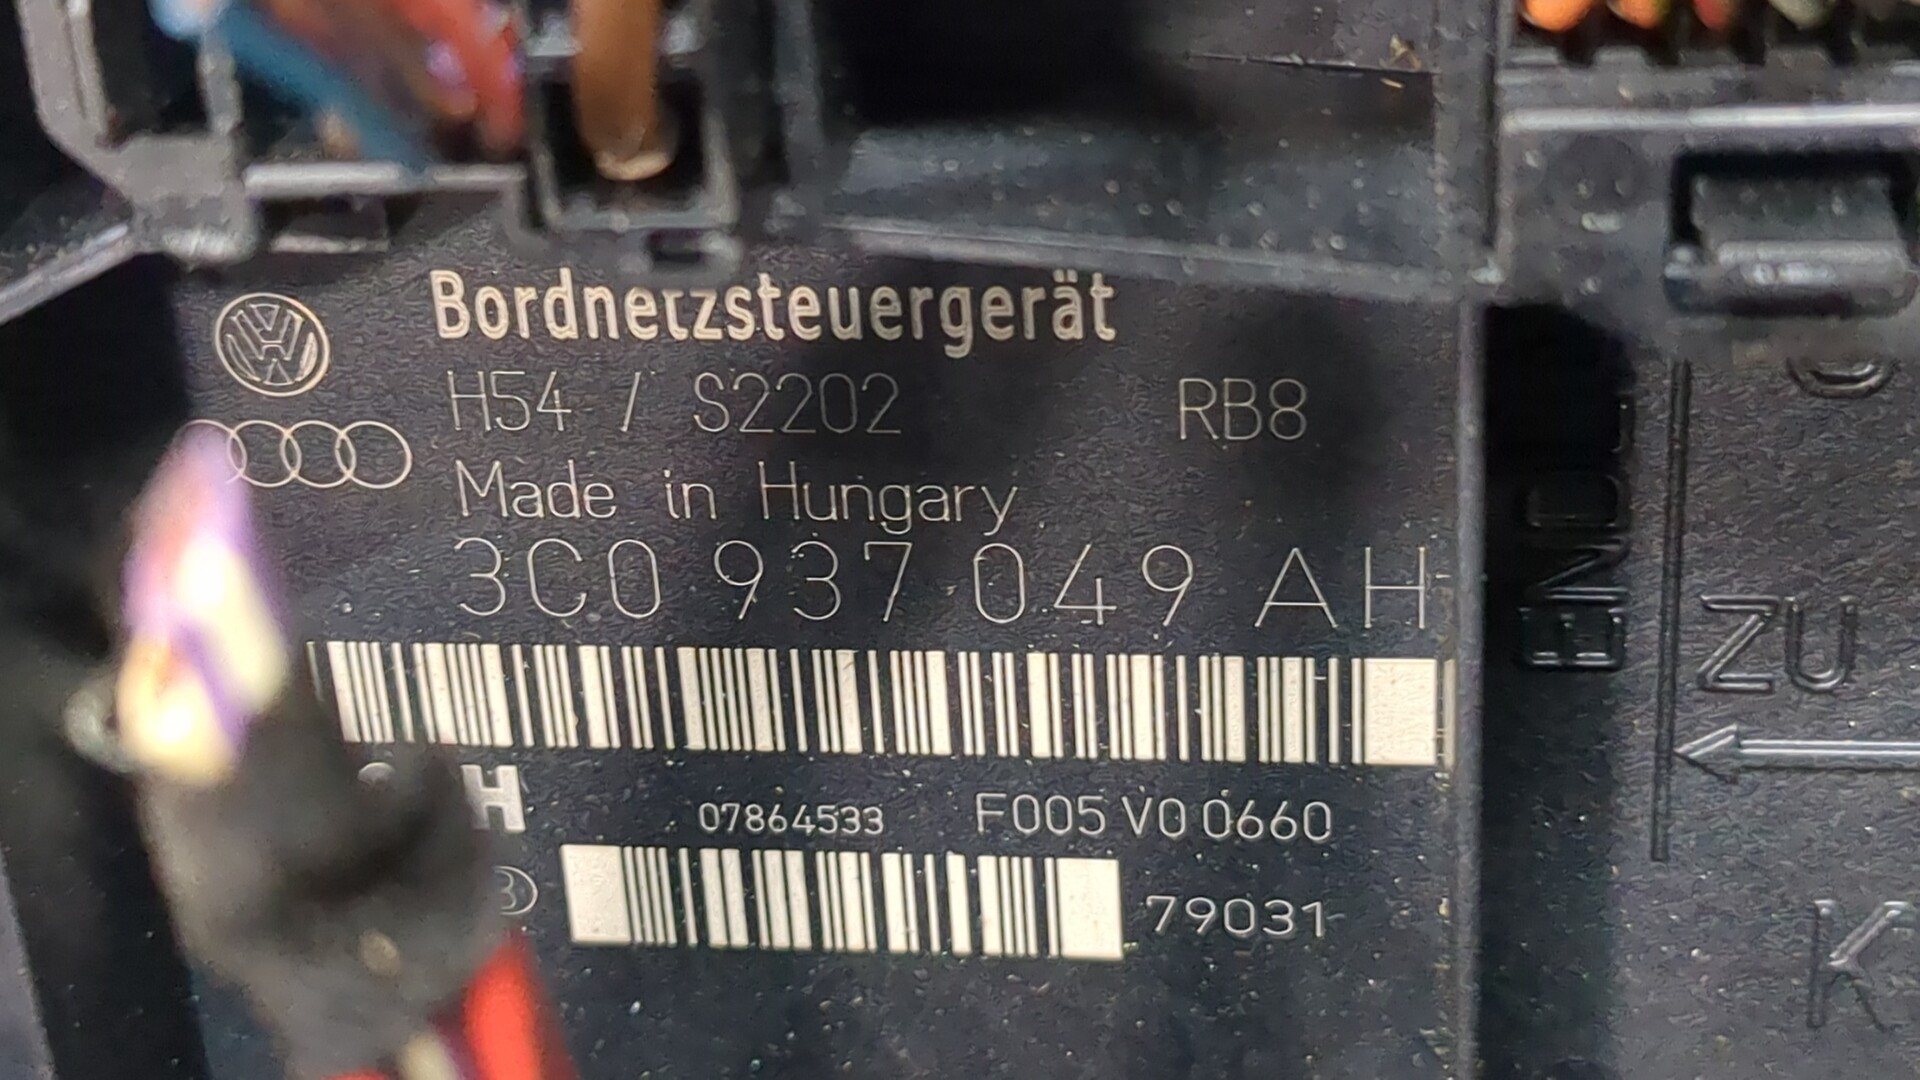 Bordnetzsteuergerät
H54 / S2202 RB8
Made in Hungary
3C0 937 049 AH
H 07864533 F005 V0 0660
79031
ZU
K